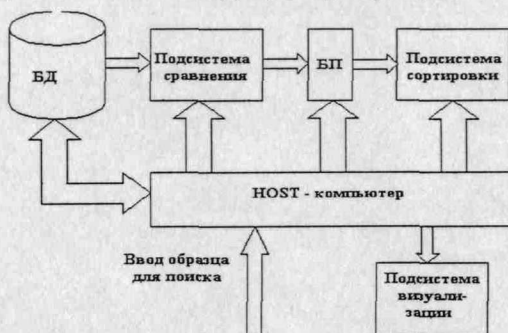 БД
Подсистема
сравнения
БП
Подсистема
сортировки
HOST - компьютер
Ввод образца
для поиска
Подсистема
визуали-
зации